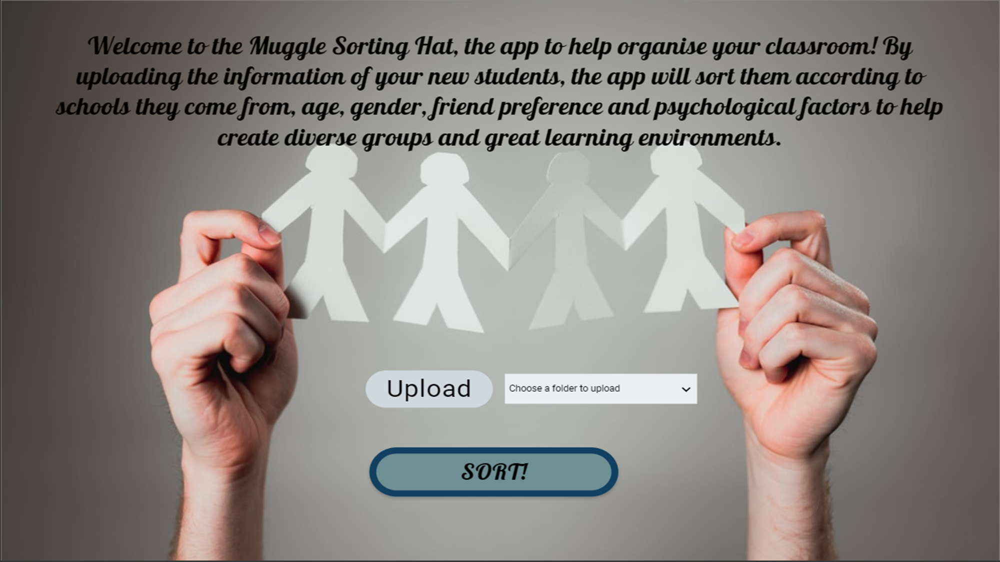 Welcome to the Muggle Sorting Hat, the app to help organise your classroom! By
uploading the information of your new students, the app will sort them according to
schools they come from, age, gender, friend preference and psychological factors to help
create diverse groups and great learning environments.
Upload
Choose a folder to upload
SORT!